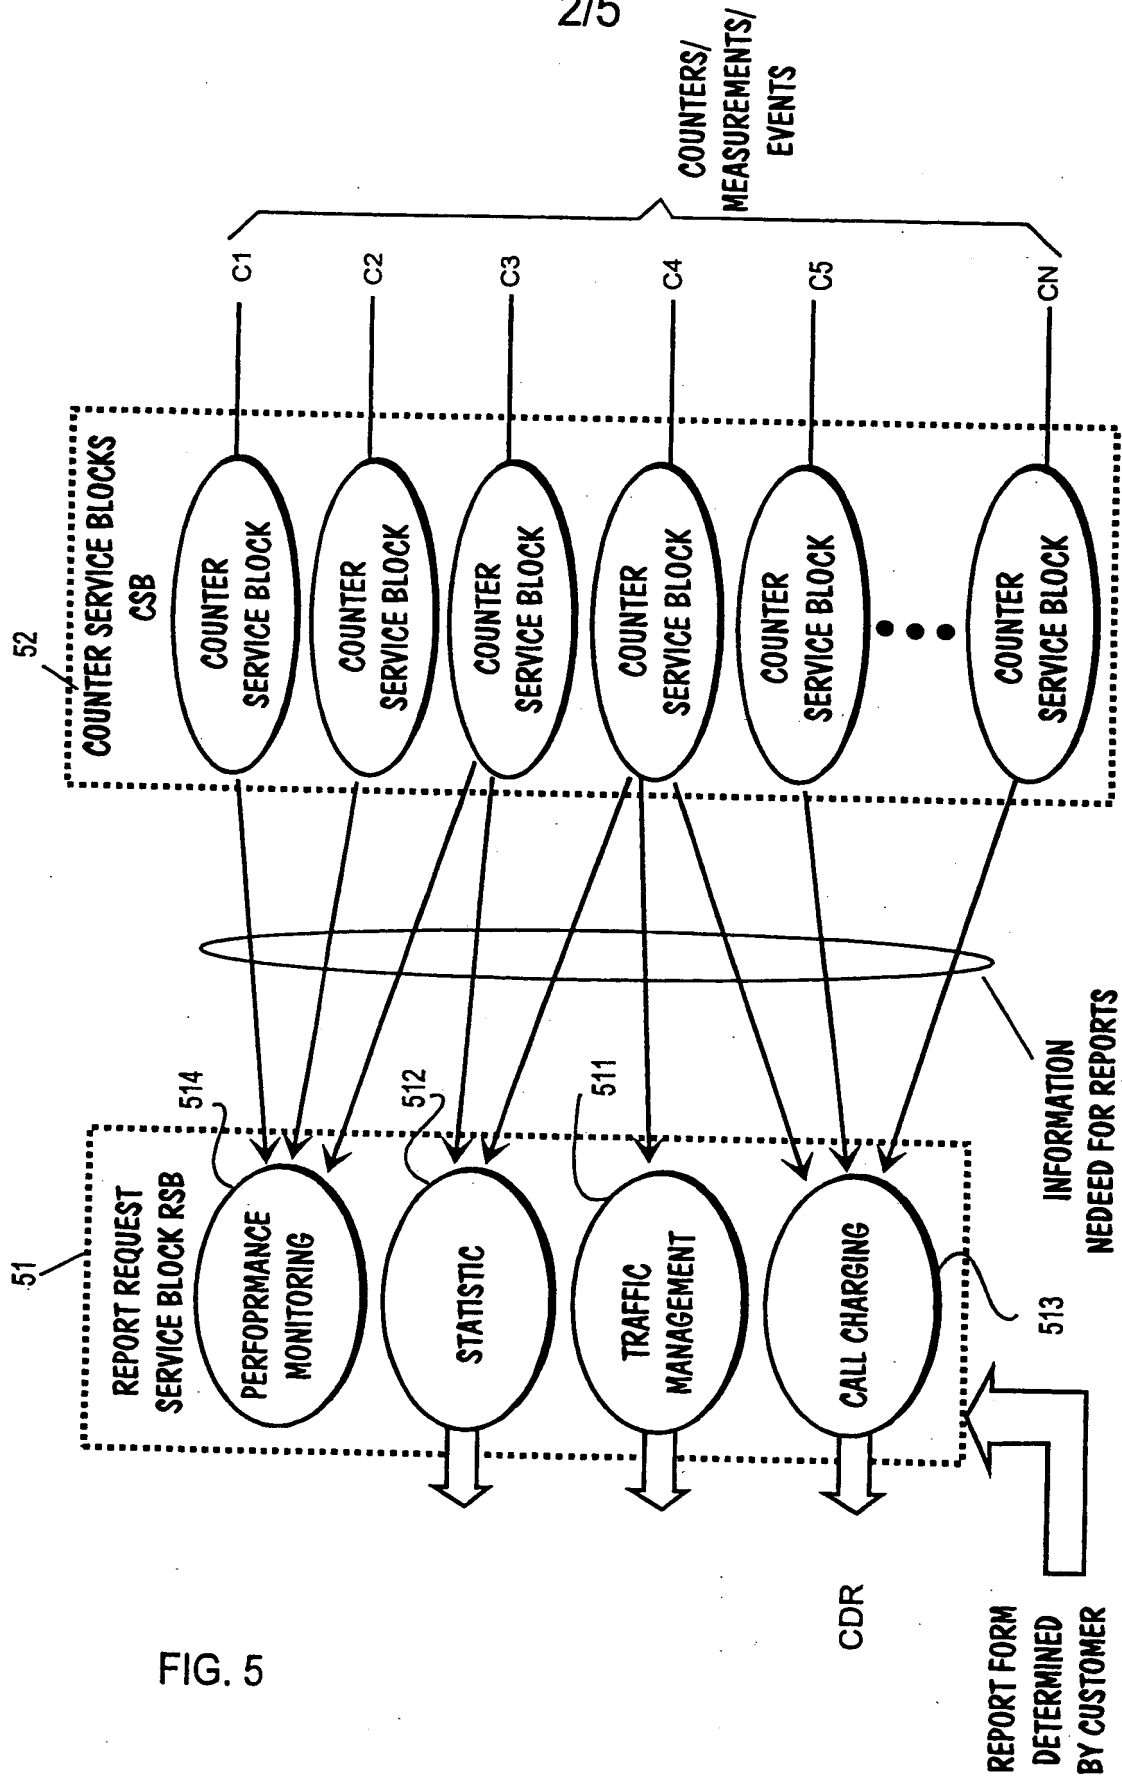 2/5
COUNTERS/
MEASUREMENTS/
EVENTS
C1
C2
C3
C4
C5
CN
52
COUNTER SERVICE BLOCKS
CSB
COUNTER
SERVICE BLOCK
COUNTER
SERVICE BLOCK
COUNTER
SERVICE BLOCK
COUNTER
SERVICE BLOCK
COUNTER
SERVICE BLOCK
COUNTER
SERVICE BLOCK
INFORMATION
NEDEED FOR REPORTS
51
REPORT REQUEST
SERVICE BLOCK RSB
514
PERFOPRMANCE
MONITORING
512
STATISTIC
511
TRAFFIC
MANAGEMENT
513
CALL CHARGING
CDR
REPORT FORM
DETERMINED
BY CUSTOMER
FIG. 5